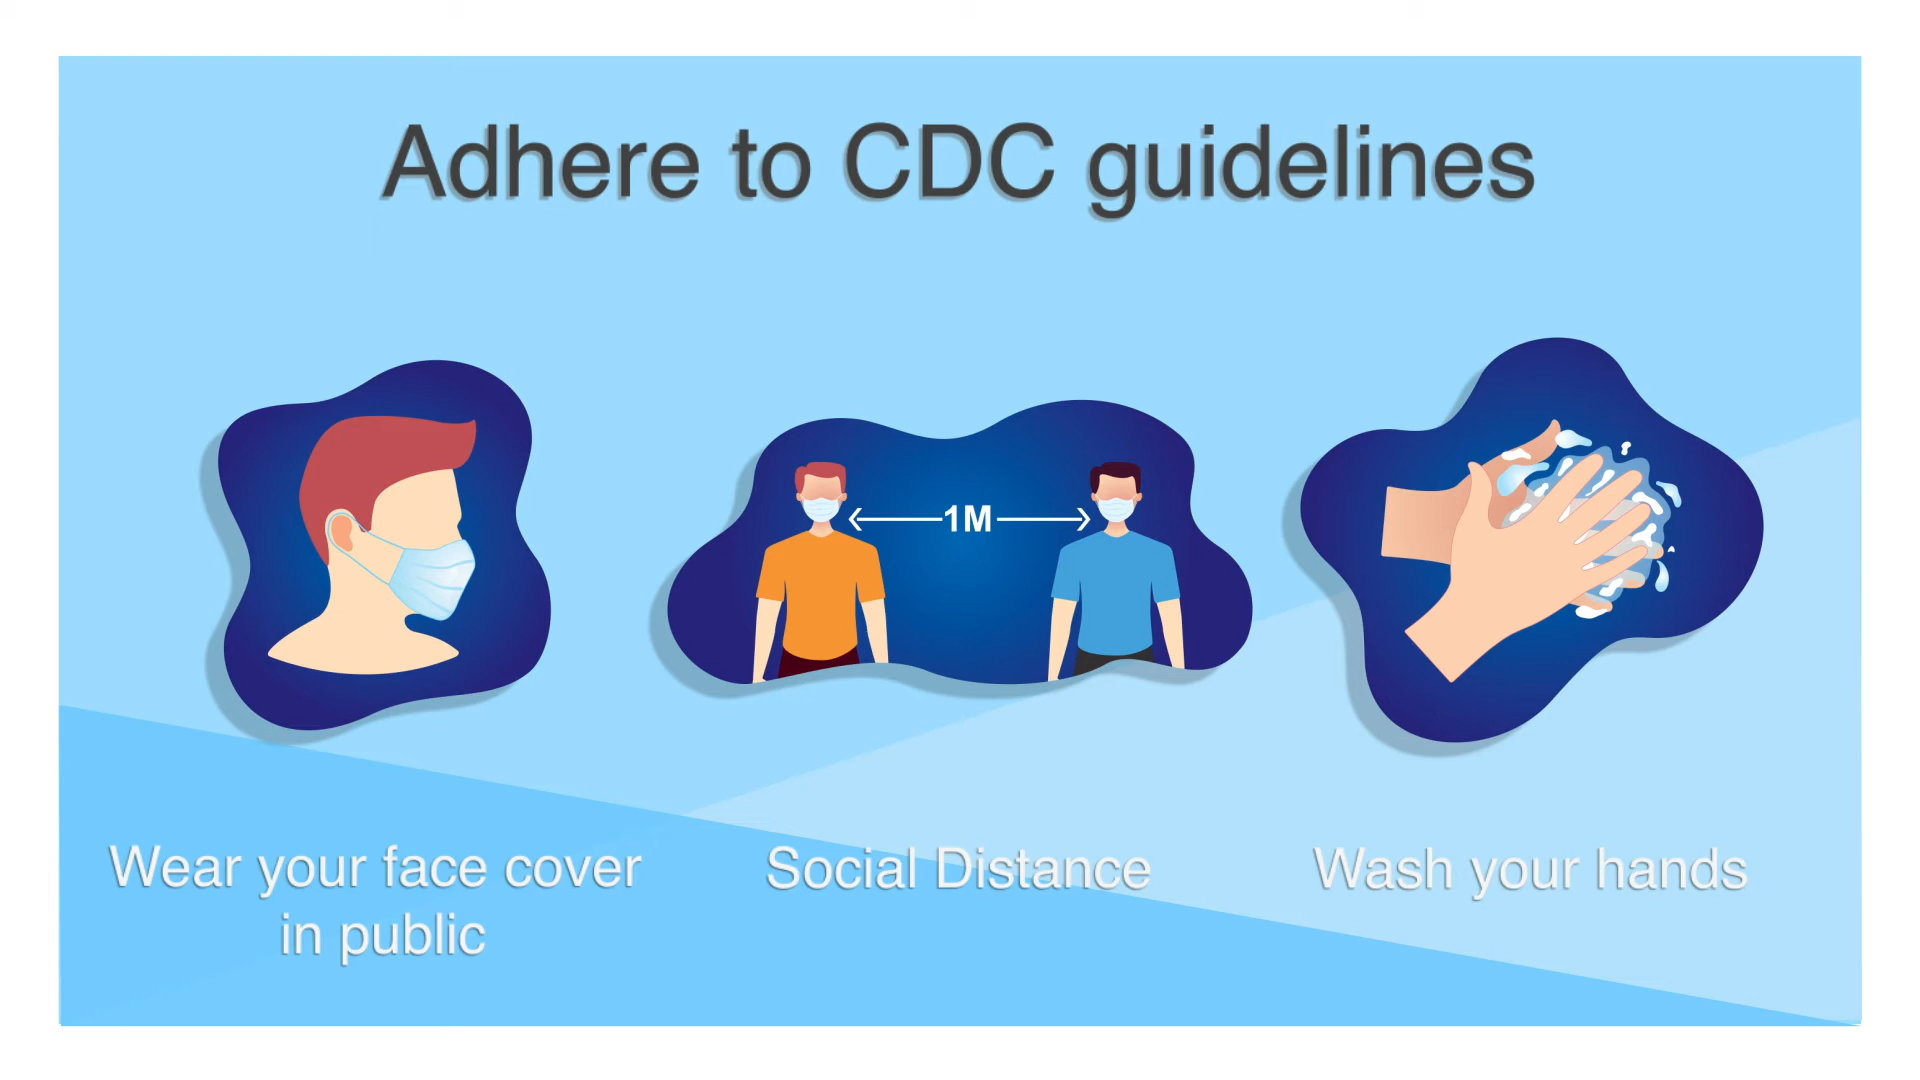 Adhere to CDC guidelines
1M
Wear your face cover
in public
Social Distance
Wash your hands